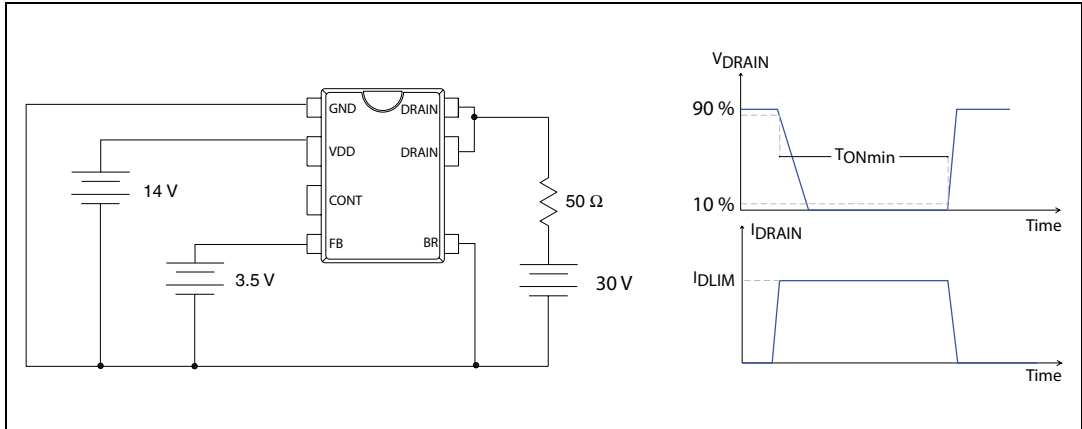 GND
DRAIN
VDD
DRAIN
CONT
FB
BR
14 V
3.5 V
50 Ω
30 V
VDRAIN
90 %
TONmin
10 %
Time
IDRAIN
IDLIM
Time